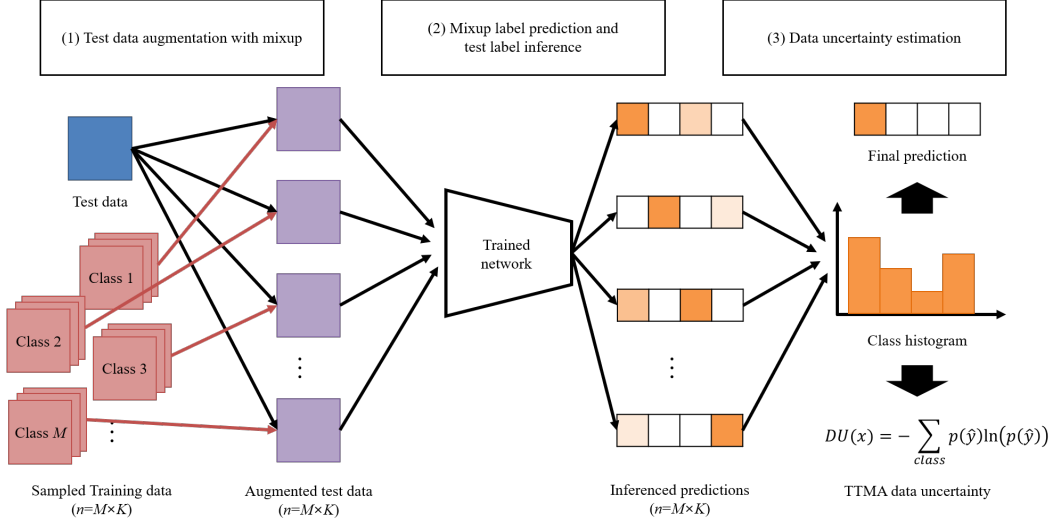 (1) Test data augmentation with mixup
(2) Mixup label prediction and
test label inference
(3) Data uncertainty estimation
Test data
Class 1
Class 2
Class 3
Class M
⋮
Sampled Training data
(n=M×K)
⋮
Augmented test data
(n=M×K)
Trained
network
⋮
Inferenced predictions
(n=M×K)
Final prediction
Class histogram
DU(x) = − ∑ p(ŷ)ln(p(ŷ))
class
TTMA data uncertainty